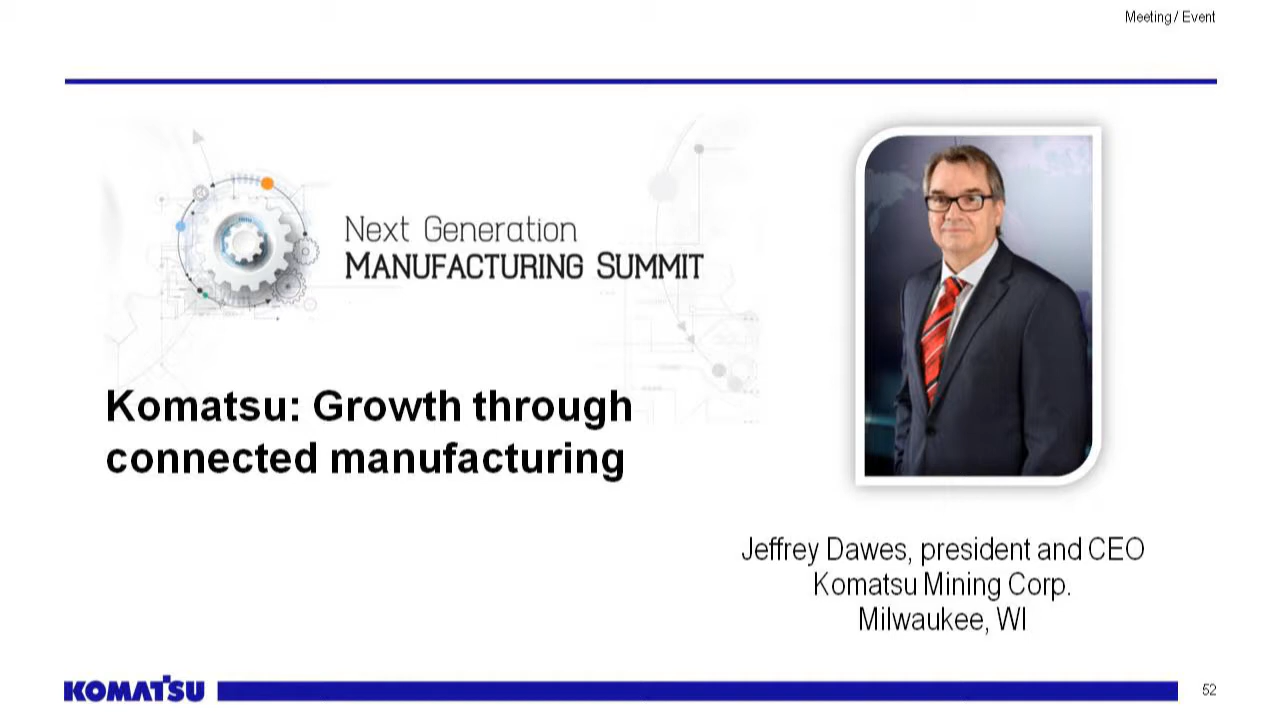 Meeting / Event
Next Generation
MANUFACTURING SUMMIT
Komatsu: Growth through
connected manufacturing
Jeffrey Dawes, president and CEO
Komatsu Mining Corp.
Milwaukee, WI
KOMATSU
52